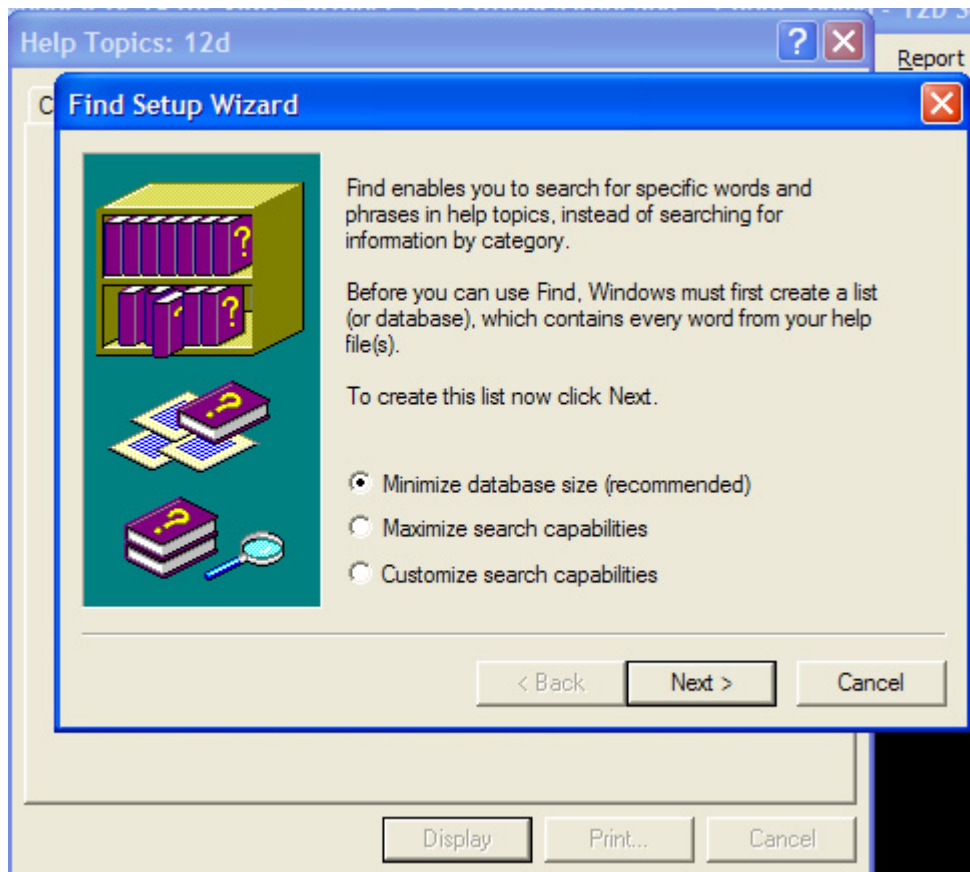 - 12D S
Help Topics: 12d
Report
C
Find Setup Wizard
Find enables you to search for specific words and
phrases in help topics, instead of searching for
information by category.
Before you can use Find, Windows must first create a list
(or database), which contains every word from your help
file(s).
To create this list now click Next.
Minimize database size (recommended)
Maximize search capabilities
Customize search capabilities
< Back
Next >
Cancel
Display
Print...
Cancel